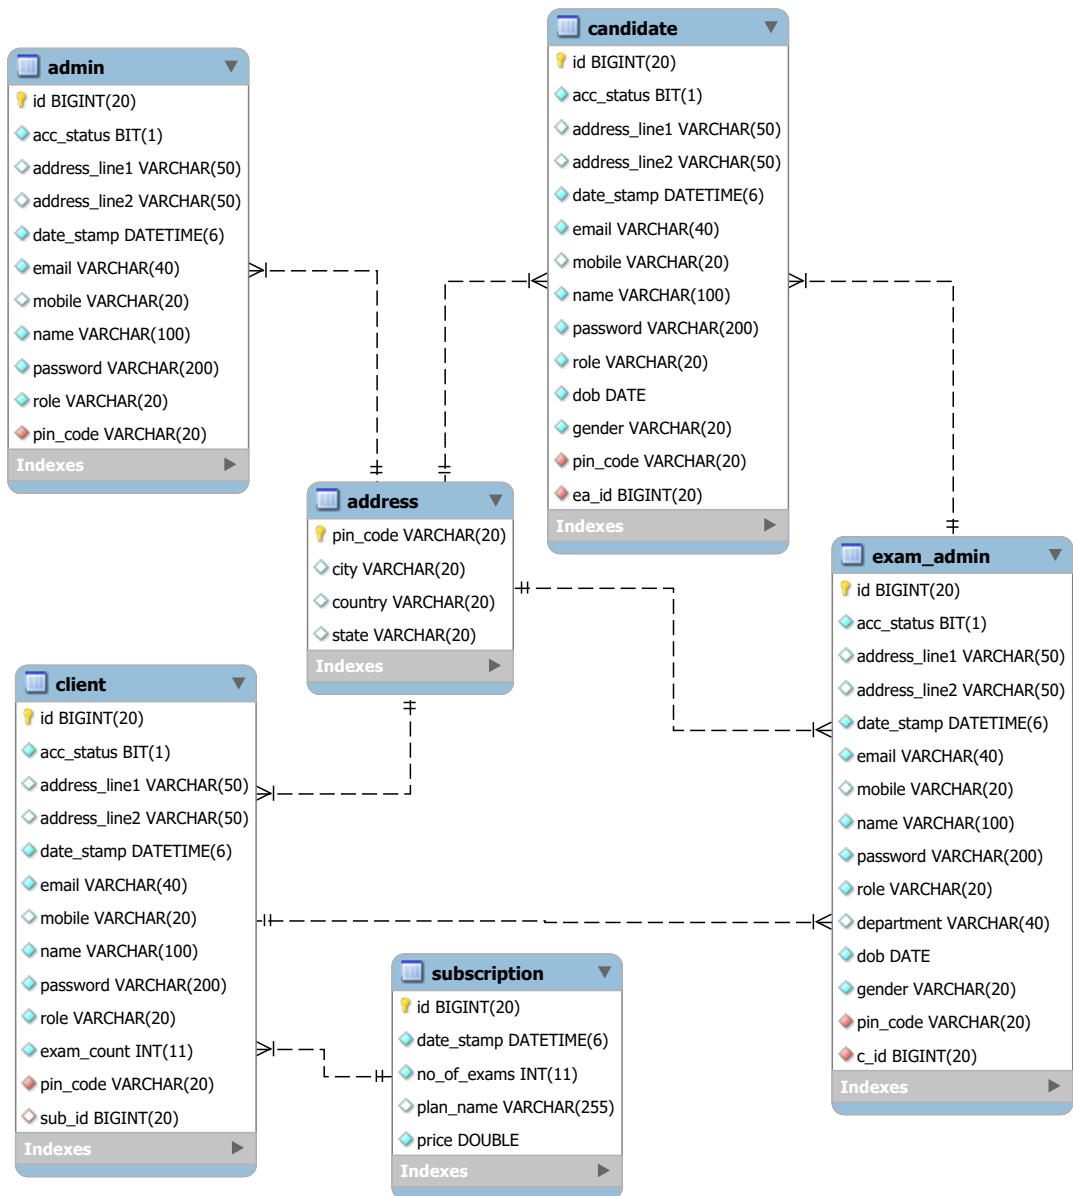 admin
id BIGINT(20)
acc_status BIT(1)
address_line1 VARCHAR(50)
address_line2 VARCHAR(50)
date_stamp DATETIME(6)
email VARCHAR(40)
mobile VARCHAR(20)
name VARCHAR(100)
password VARCHAR(200)
role VARCHAR(20)
pin_code VARCHAR(20)
Indexes
candidate
id BIGINT(20)
acc_status BIT(1)
address_line1 VARCHAR(50)
address_line2 VARCHAR(50)
date_stamp DATETIME(6)
email VARCHAR(40)
mobile VARCHAR(20)
name VARCHAR(100)
password VARCHAR(200)
role VARCHAR(20)
dob DATE
gender VARCHAR(20)
pin_code VARCHAR(20)
ea_id BIGINT(20)
Indexes
address
pin_code VARCHAR(20)
city VARCHAR(20)
country VARCHAR(20)
state VARCHAR(20)
Indexes
exam_admin
id BIGINT(20)
acc_status BIT(1)
address_line1 VARCHAR(50)
address_line2 VARCHAR(50)
date_stamp DATETIME(6)
email VARCHAR(40)
mobile VARCHAR(20)
name VARCHAR(100)
password VARCHAR(200)
role VARCHAR(20)
department VARCHAR(40)
dob DATE
gender VARCHAR(20)
pin_code VARCHAR(20)
c_id BIGINT(20)
Indexes
client
id BIGINT(20)
acc_status BIT(1)
address_line1 VARCHAR(50)
address_line2 VARCHAR(50)
date_stamp DATETIME(6)
email VARCHAR(40)
mobile VARCHAR(20)
name VARCHAR(100)
password VARCHAR(200)
role VARCHAR(20)
exam_count INT(11)
pin_code VARCHAR(20)
sub_id BIGINT(20)
Indexes
subscription
id BIGINT(20)
date_stamp DATETIME(6)
no_of_exams INT(11)
plan_name VARCHAR(255)
price DOUBLE
Indexes